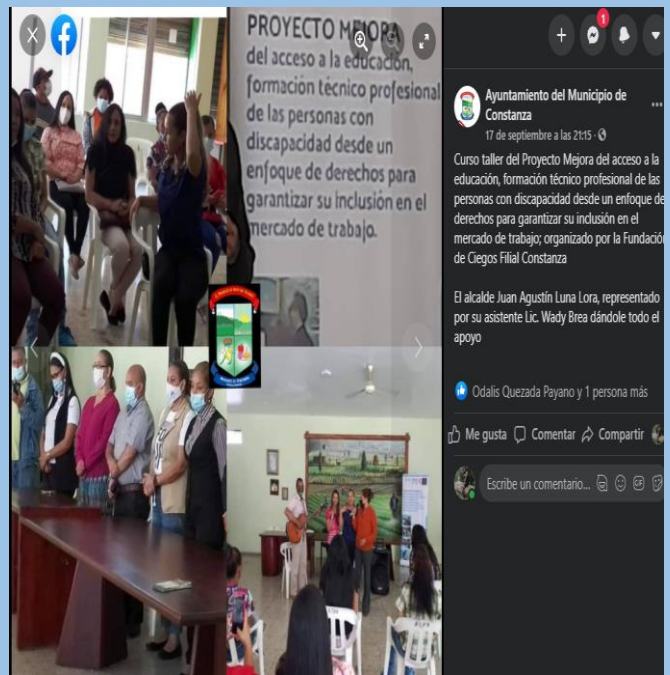 PROYECTO MEJORA
del acceso a la educación,
formación técnico profesional
de las personas con
discapacidad desde un
enfoque de derechos para
garantizar su inclusión en el
mercado de trabajo.
1
Ayuntamiento del Municipio de
Constanza
17 de septiembre a las 21:15 ·
Curso taller del Proyecto Mejora del acceso a la
educación, formación técnico profesional de las
personas con discapacidad desde un enfoque de
derechos para garantizar su inclusión en el
mercado de trabajo; organizado por la Fundación
de Ciegos Filial Constanza
El alcalde Juan Agustín Luna Lora, representado
por su asistente Lic. Wady Brea dándole todo el
apoyo
Odalis Quezada Payano y 1 persona más
Me gusta Comentar Compartir
Escribe un comentario... GIF